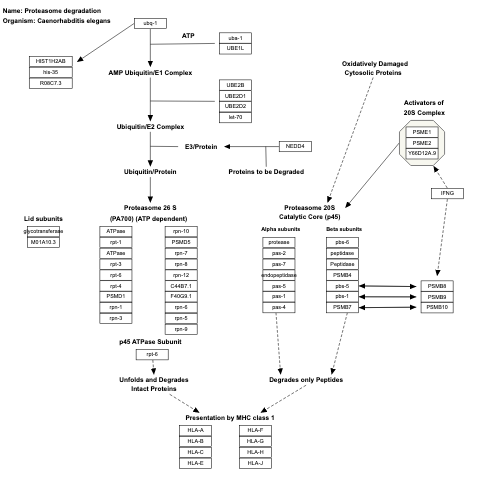 Name: Proteasome degradation
Organism: Caenorhabditis elegans
ubq-1
ATP
uba-1
UBE1L
HIST1H2AB
his-35
R08C7.3
AMP Ubiquitin/E1 Complex
UBE2B
UBE2D1
UBE2D2
let-70
Ubiquitin/E2 Complex
E3/Protein
NEDD4
Ubiquitin/Protein
Proteins to be Degraded
Oxidatively Damaged
Cytosolic Proteins
Activators of
20S Complex
PSME1
PSME2
Y66D12A.9
IFNG
Proteasome 26 S
(PA700) (ATP dependent)
Proteasome 20S
Catalytic Core (p45)
Lid subunits
glycotransferase
M01A10.3
ATPase
rpt-1
ATPase
rpt-3
rpt-6
rpt-4
PSMD1
rpn-1
rpn-3
rpn-10
PSMD5
rpn-7
rpn-8
rpn-12
C44B7.1
F40G9.1
rpn-6
rpn-5
rpn-9
Alpha subunits
protease
pas-2
pas-7
endopeptidase
pas-5
pas-1
pas-4
Beta subunits
pbs-6
peptidase
Peptidase
PSMB4
pbs-5
pbs-1
PSMB7
PSMB8
PSMB9
PSMB10
p45 ATPase Subunit
rpt-6
Unfolds and Degrades
Intact Proteins
Degrades only Peptides
Presentation by MHC class 1
HLA-A
HLA-B
HLA-C
HLA-E
HLA-F
HLA-G
HLA-H
HLA-J